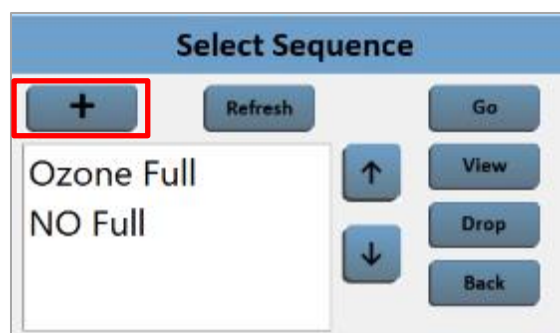 Select Sequence
+ Refresh Go
Ozone Full
NO Full
↑ View
Drop
↓ Back